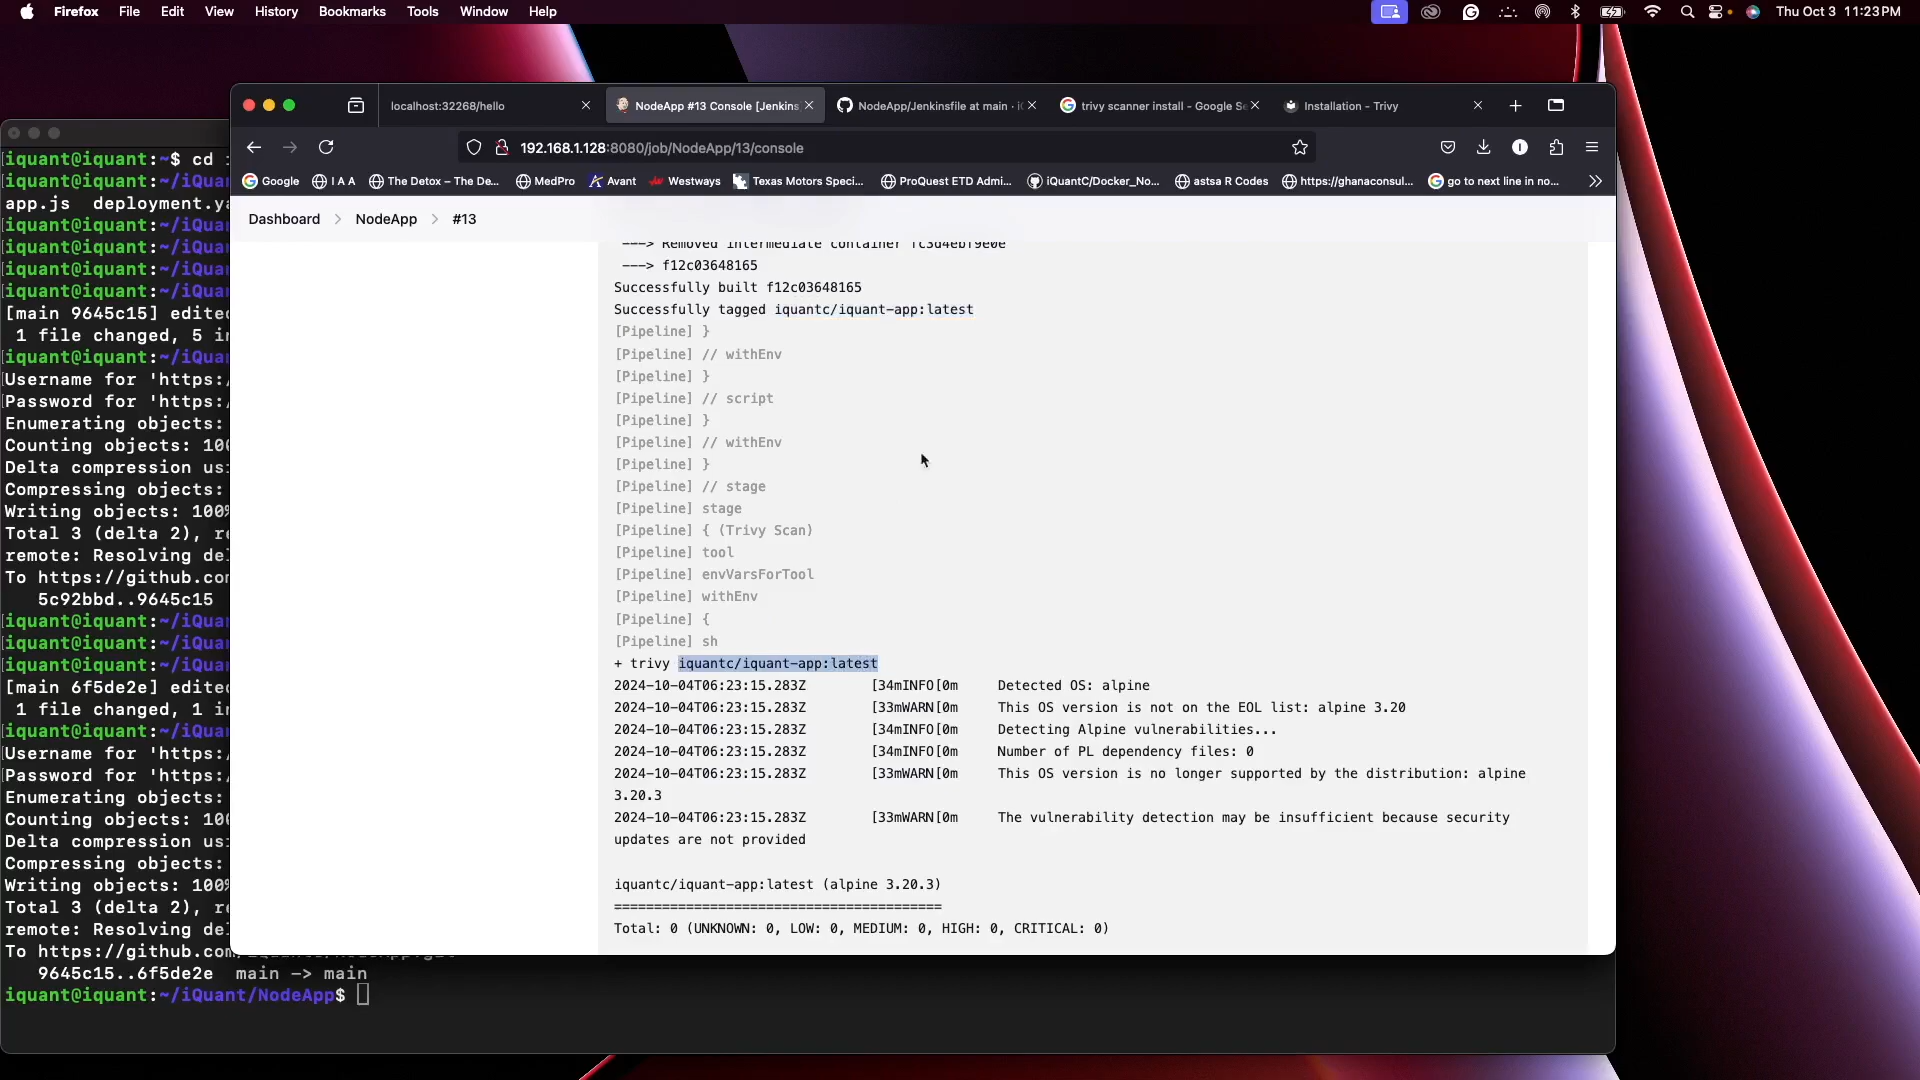 Firefox File Edit View History Bookmarks Tools Window Help Thu Oct 3 11:23PM
localhost:32268/hello
NodeApp #13 Console [Jenkins
NodeApp/Jenkinsfile at main ·
trivy scanner install - Google Se
Installation - Trivy
192.168.1.128:8080/job/NodeApp/13/console
Google
I A A
The Detox – The De...
MedPro
Avant
Westways
Texas Motors Speci...
ProQuest ETD Admi...
iQuantC/Docker_No...
astsa R Codes
https://ghanaconsul...
go to next line in no...
Dashboard > NodeApp > #13
---> Removed intermediate container fc3d4ebf9e0e
---> f12c03648165
Successfully built f12c03648165
Successfully tagged iquantc/iquant-app:latest
[Pipeline] }
[Pipeline] // withEnv
[Pipeline] }
[Pipeline] // script
[Pipeline] }
[Pipeline] // withEnv
[Pipeline] }
[Pipeline] // stage
[Pipeline] stage
[Pipeline] { (Trivy Scan)
[Pipeline] tool
[Pipeline] envVarsForTool
[Pipeline] withEnv
[Pipeline] {
[Pipeline] sh
+ trivy iquantc/iquant-app:latest
2024-10-04T06:23:15.283Z [34mINFO[0m Detected OS: alpine
2024-10-04T06:23:15.283Z [33mWARN[0m This OS version is not on the EOL list: alpine 3.20
2024-10-04T06:23:15.283Z [34mINFO[0m Detecting Alpine vulnerabilities...
2024-10-04T06:23:15.283Z [34mINFO[0m Number of PL dependency files: 0
2024-10-04T06:23:15.283Z [33mWARN[0m This OS version is no longer supported by the distribution: alpine
3.20.3
2024-10-04T06:23:15.283Z [33mWARN[0m The vulnerability detection may be insufficient because security
updates are not provided
iquantc/iquant-app:latest (alpine 3.20.3)
=========================================
Total: 0 (UNKNOWN: 0, LOW: 0, MEDIUM: 0, HIGH: 0, CRITICAL: 0)
iquant@iquant:~$ cd
iquant@iquant:~/iQua
app.js deployment.ya
iquant@iquant:~/iQua
iquant@iquant:~/iQua
iquant@iquant:~/iQua
iquant@iquant:~/iQua
[main 9645c15] edite
1 file changed, 5 in
iquant@iquant:~/iQua
Username for 'https:/
Password for 'https:/
Enumerating objects:
Counting objects: 100
Delta compression usi
Compressing objects:
Writing objects: 100%
Total 3 (delta 2), re
remote: Resolving del
To https://github.com
5c92bbd..9645c15
iquant@iquant:~/iQua
iquant@iquant:~/iQua
iquant@iquant:~/iQua
[main 6f5de2e] edite
1 file changed, 1 in
iquant@iquant:~/iQua
Username for 'https:/
Password for 'https:/
Enumerating objects:
Counting objects: 100
Delta compression usi
Compressing objects:
Writing objects: 100%
Total 3 (delta 2), re
remote: Resolving del
To https://github.com
9645c15..6f5de2e main -> main
iquant@iquant:~/iQuant/NodeApp$